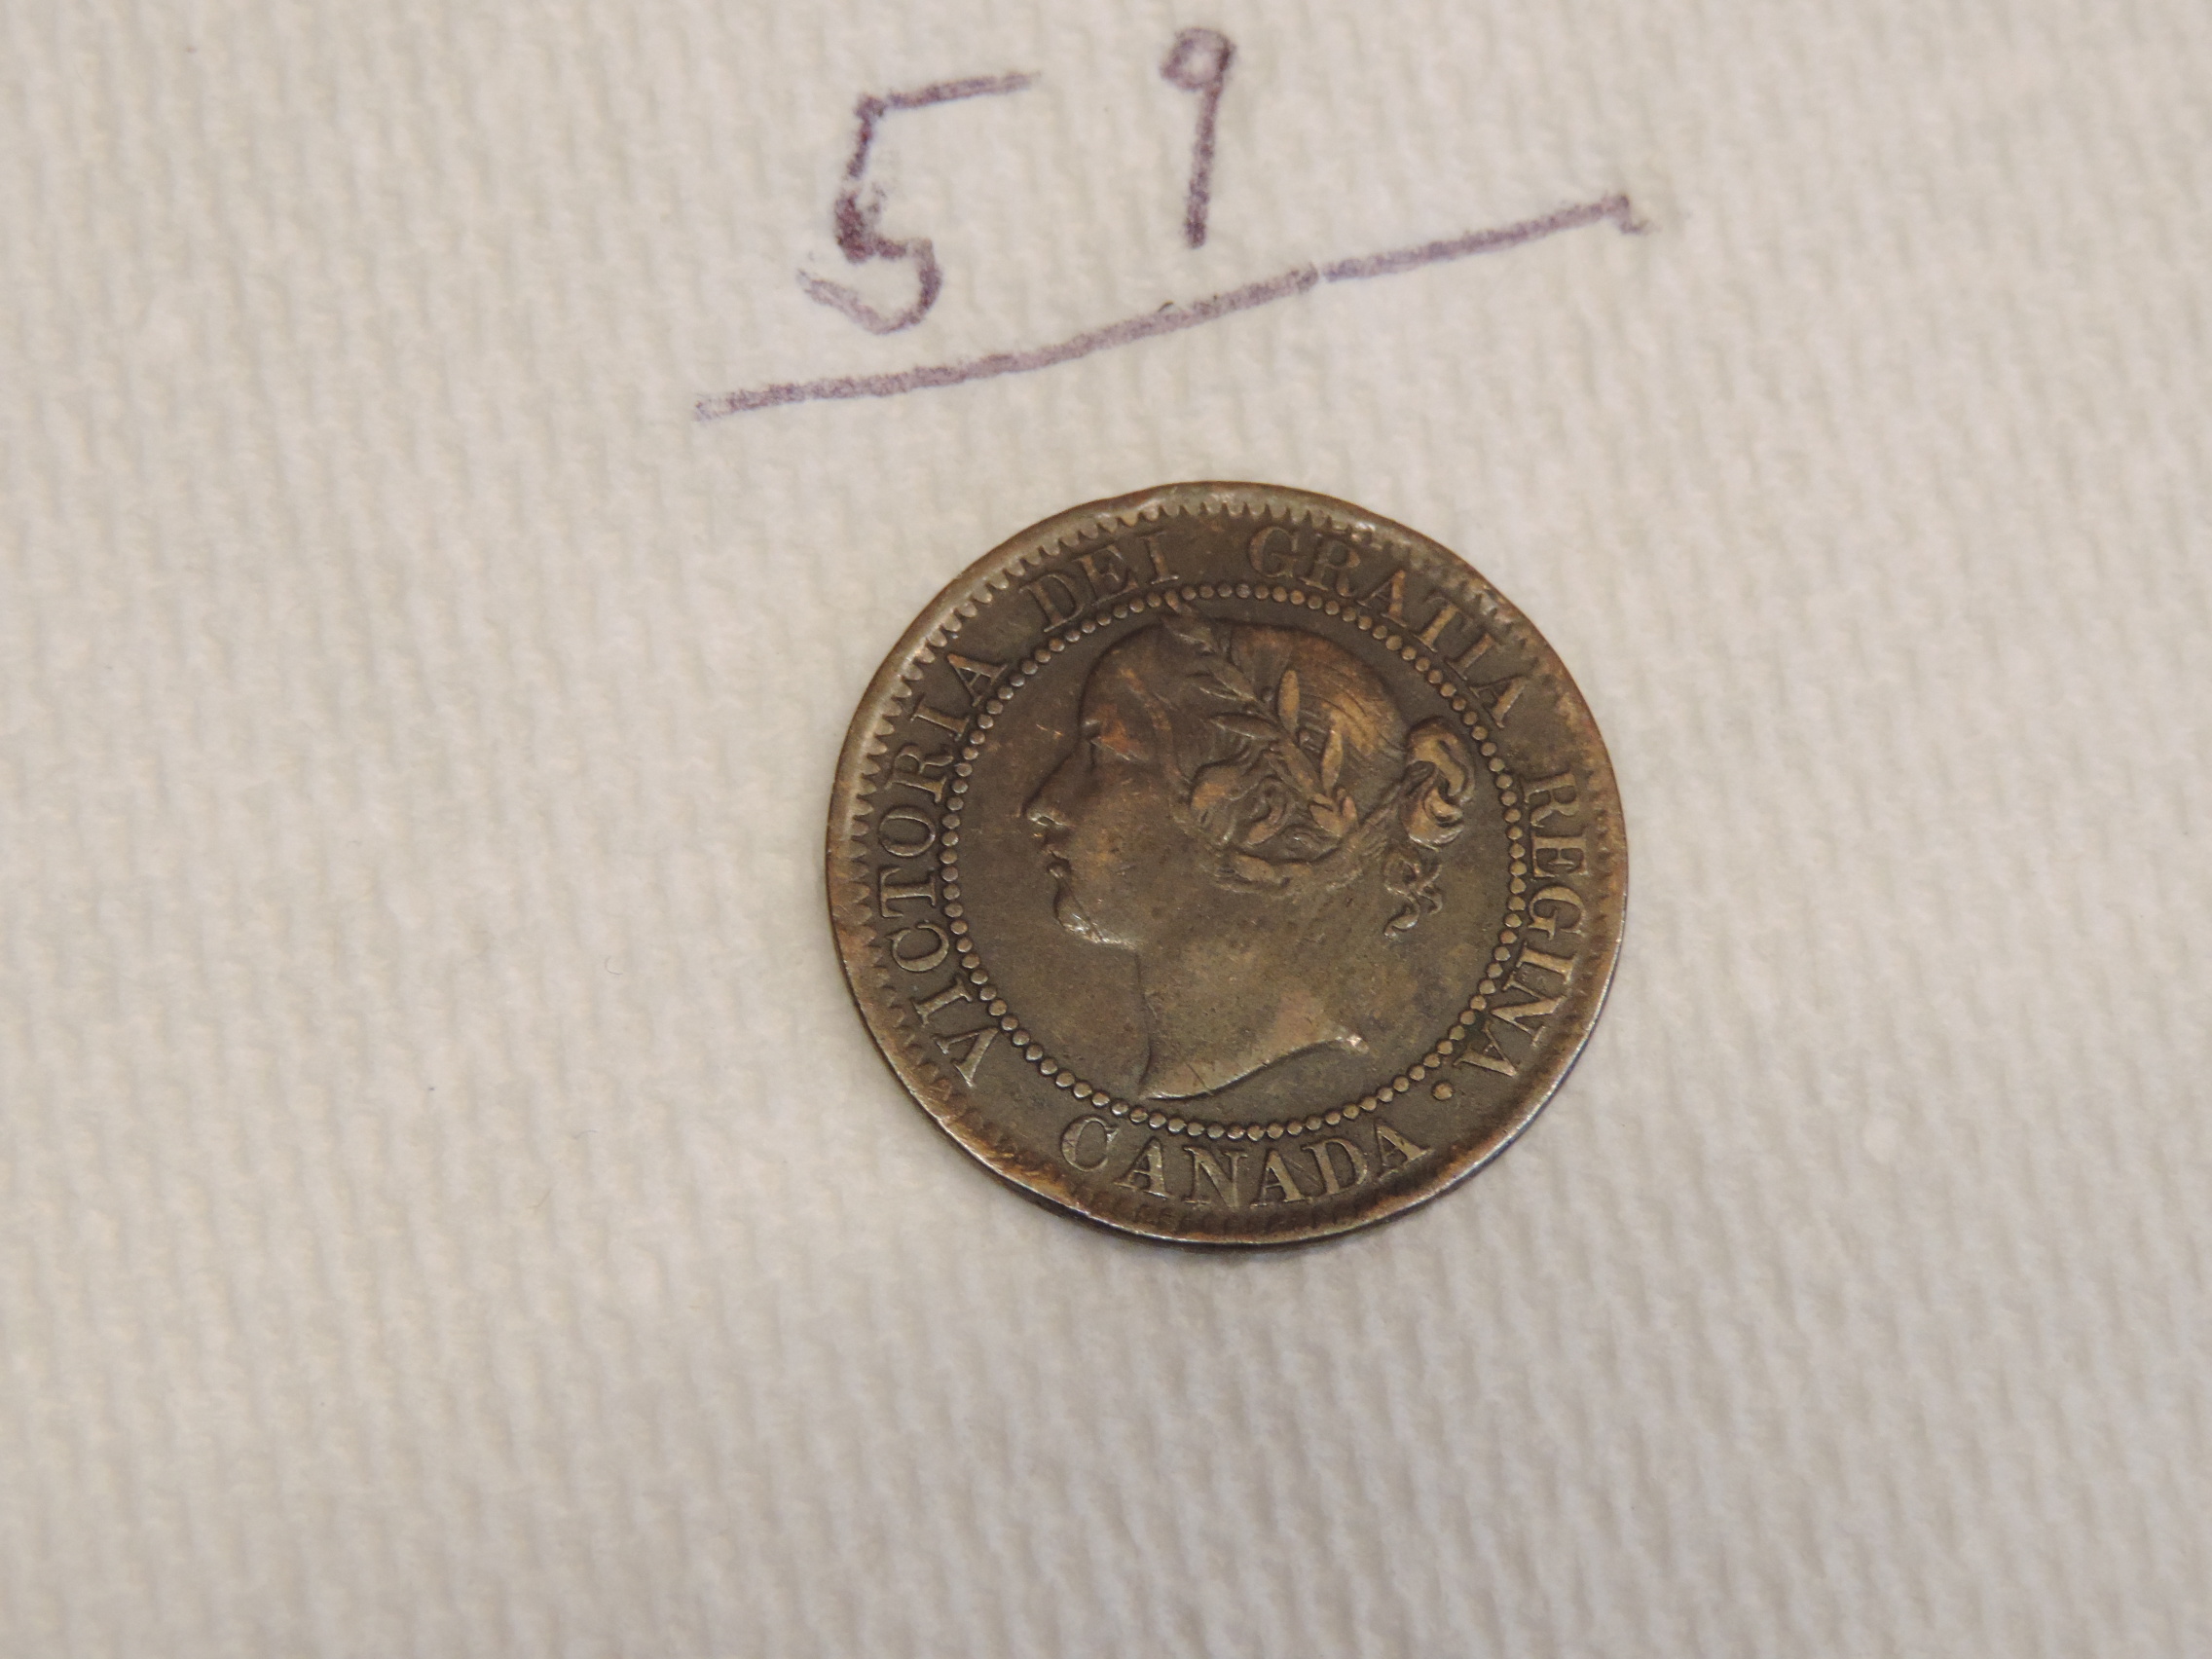 59
VICTORIA DEI GRATIA REGINA.
CANADA